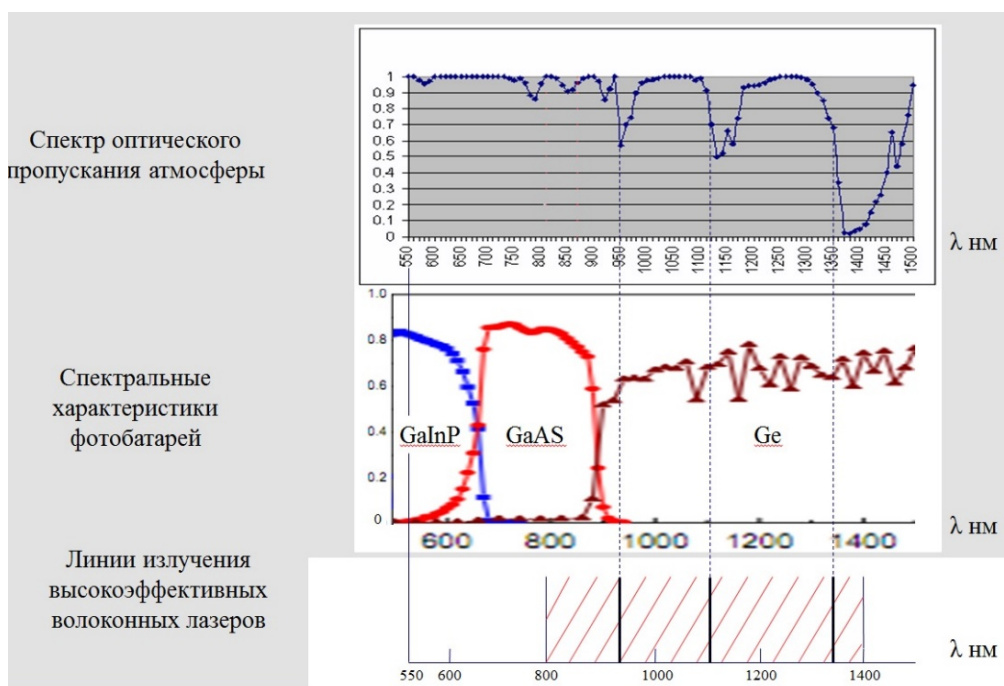 Спектр оптического
пропускания атмосферы
1
0.9
0.8
0.7
0.6
0.5
0.4
0.3
0.2
0.1
0
550 600 650 700 750 800 850 900 950 1000 1050 1100 1150 1200 1250 1300 1350 1400 1450 1500
λ нм
Спектральные
характеристики
фотобатарей
1.0
0.8
0.6
0.4
0.2
0
GaInP GaAS Ge
600 800 1000 1200 1400
λ нм
Линии излучения
высокоэффективных
волоконных лазеров
λ нм
550 600 800 1000 1200 1400